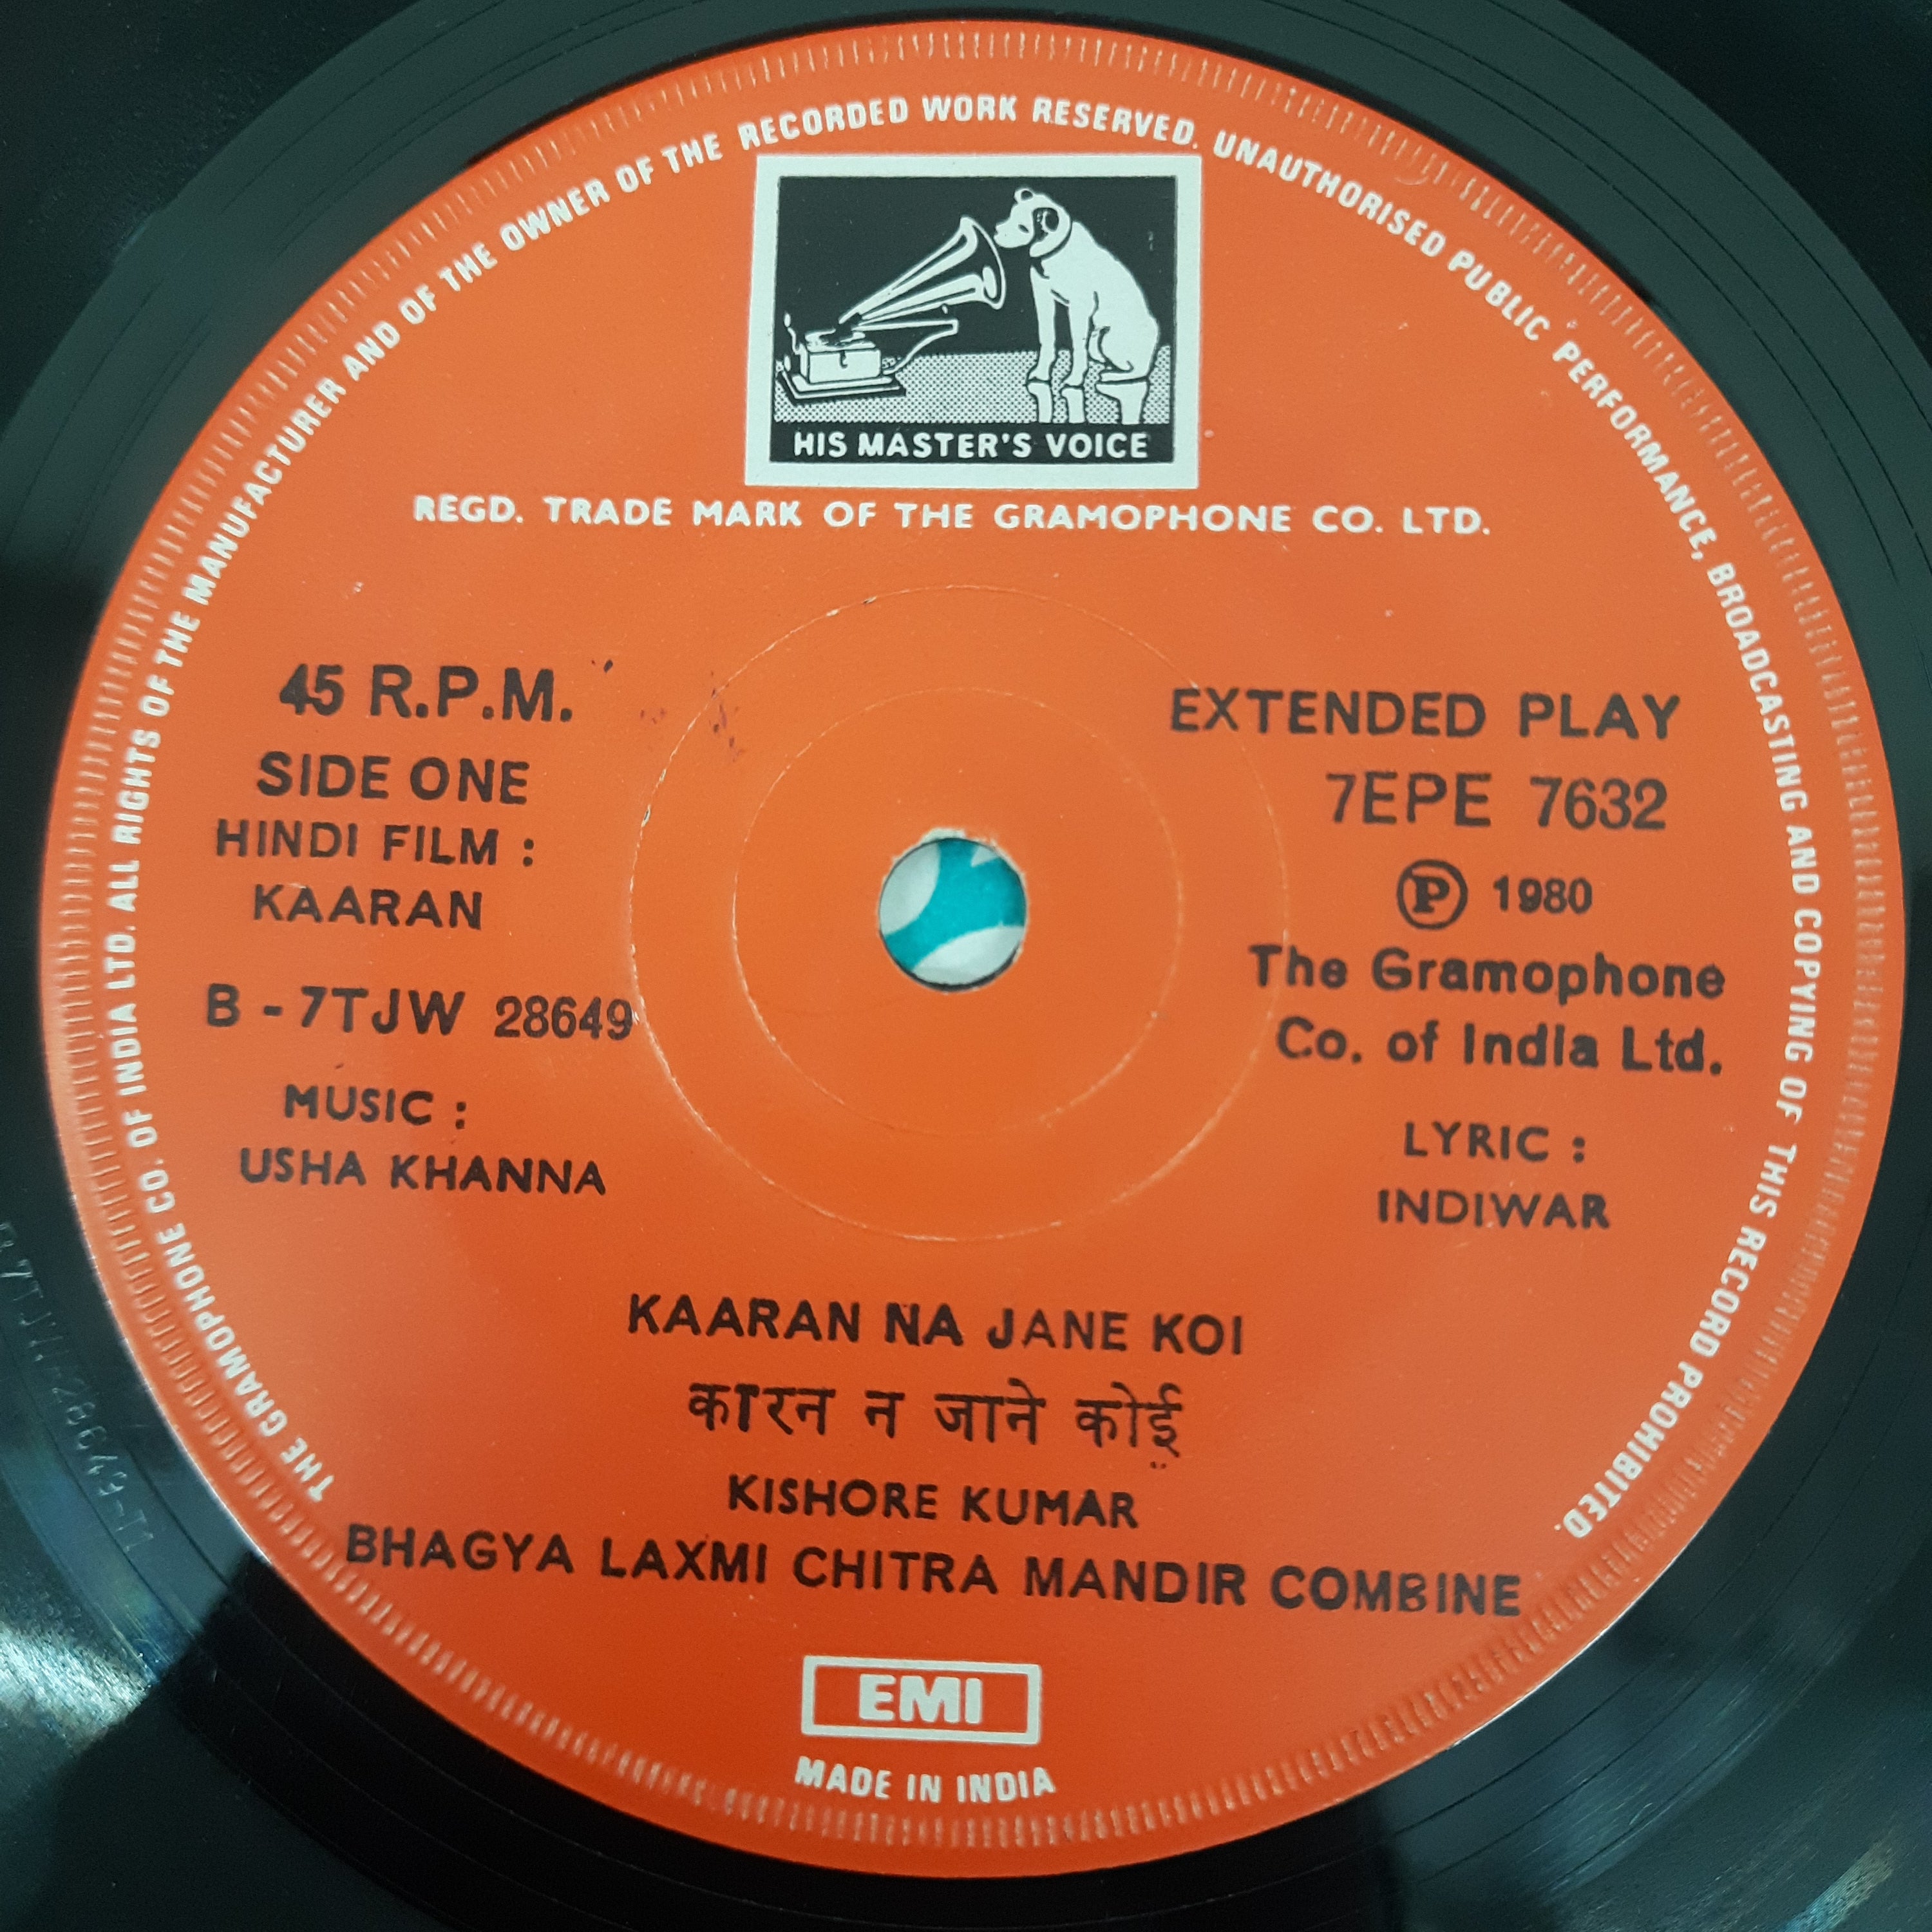 THE GRAMOPHONE CO. OF INDIA LTD. ALL RIGHTS OF THE MANUFACTURER AND OF THE OWNER OF THE RECORDED WORK RESERVED. UNAUTHORISED PUBLIC PERFORMANCE, BROADCASTING AND COPYING OF THIS RECORD PROHIBITED.
HIS MASTER'S VOICE
REGD. TRADE MARK OF THE GRAMOPHONE CO. LTD.
45 R.P.M.
SIDE ONE
HINDI FILM :
KAARAN
B - 7TJW 28649
MUSIC :
USHA KHANNA
EXTENDED PLAY
7EPE 7632
Ⓟ 1980
The Gramophone
Co. of India Ltd.
LYRIC :
INDIWAR
KAARAN NA JANE KOI
कारन न जाने कोई
KISHORE KUMAR
BHAGYA LAXMI CHITRA MANDIR COMBINE
EMI
MADE IN INDIA